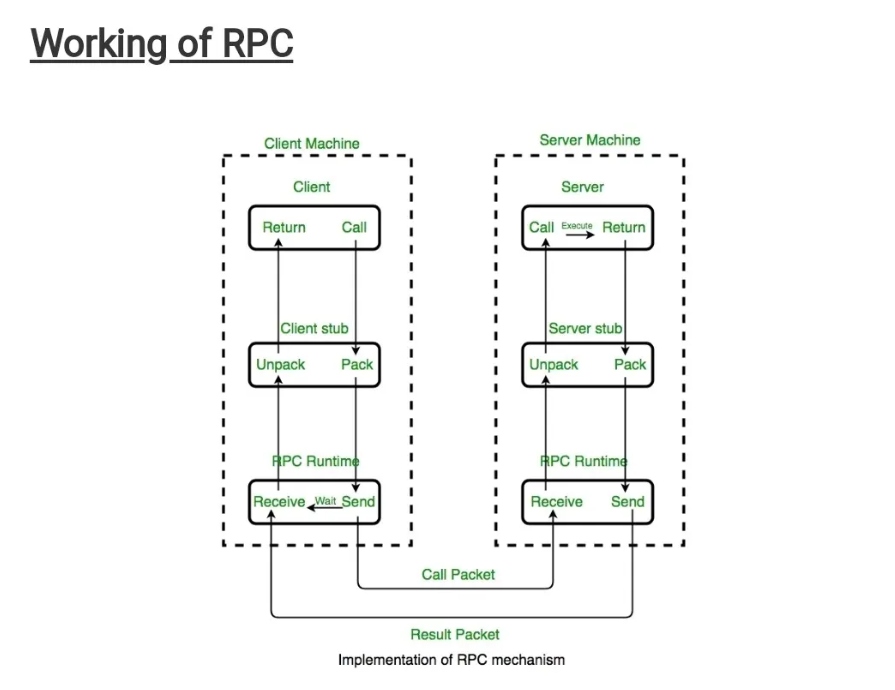 Working of RPC
Client Machine
Server Machine
Client
Server
Return Call
Call Execute Return
Client stub
Server stub
Unpack Pack
Unpack Pack
RPC Runtime
RPC Runtime
Receive Wait Send
Receive Send
Call Packet
Result Packet
Implementation of RPC mechanism